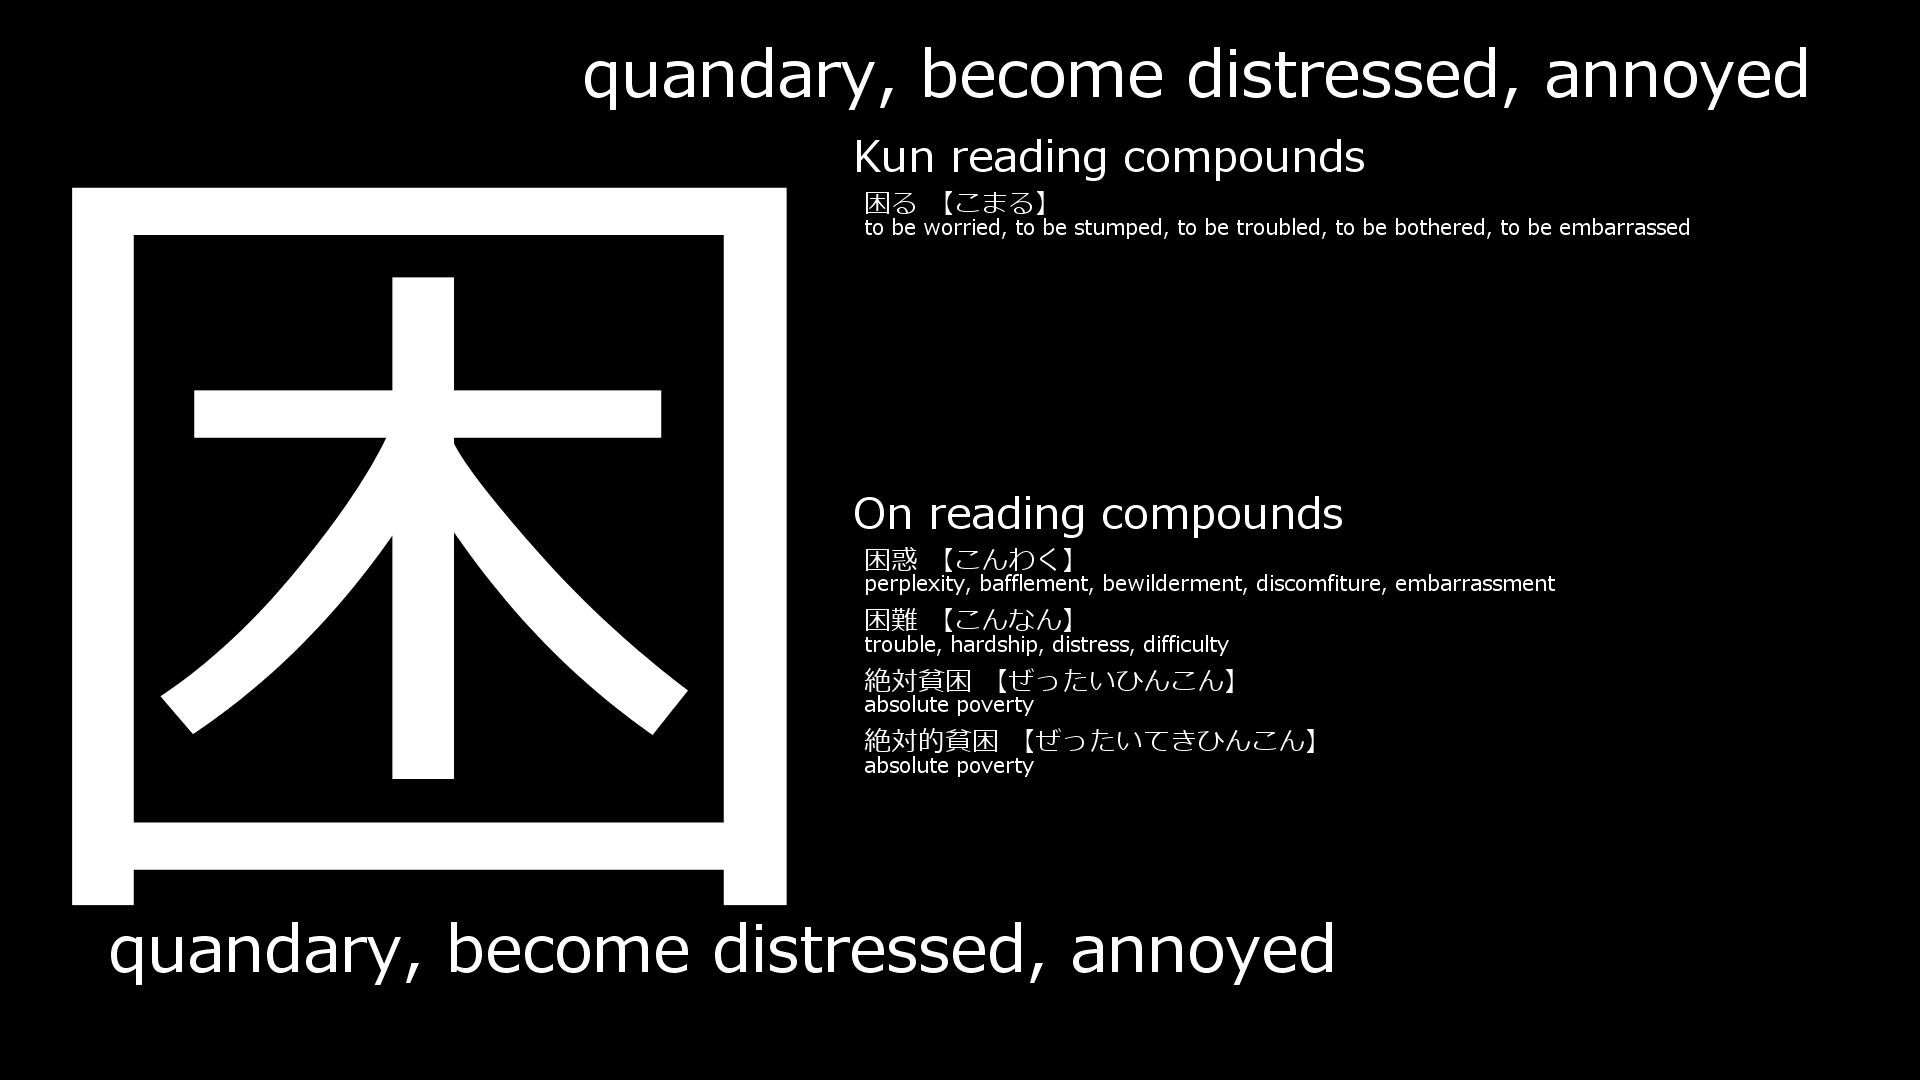 quandary, become distressed, annoyed
困
Kun reading compounds
困る 【こまる】
to be worried, to be stumped, to be troubled, to be bothered, to be embarrassed
On reading compounds
困惑 【こんわく】
perplexity, bafflement, bewilderment, discomfiture, embarrassment
困難 【こんなん】
trouble, hardship, distress, difficulty
絶対貧困 【ぜったいひんこん】
absolute poverty
絶対的貧困 【ぜったいてきひんこん】
absolute poverty
quandary, become distressed, annoyed